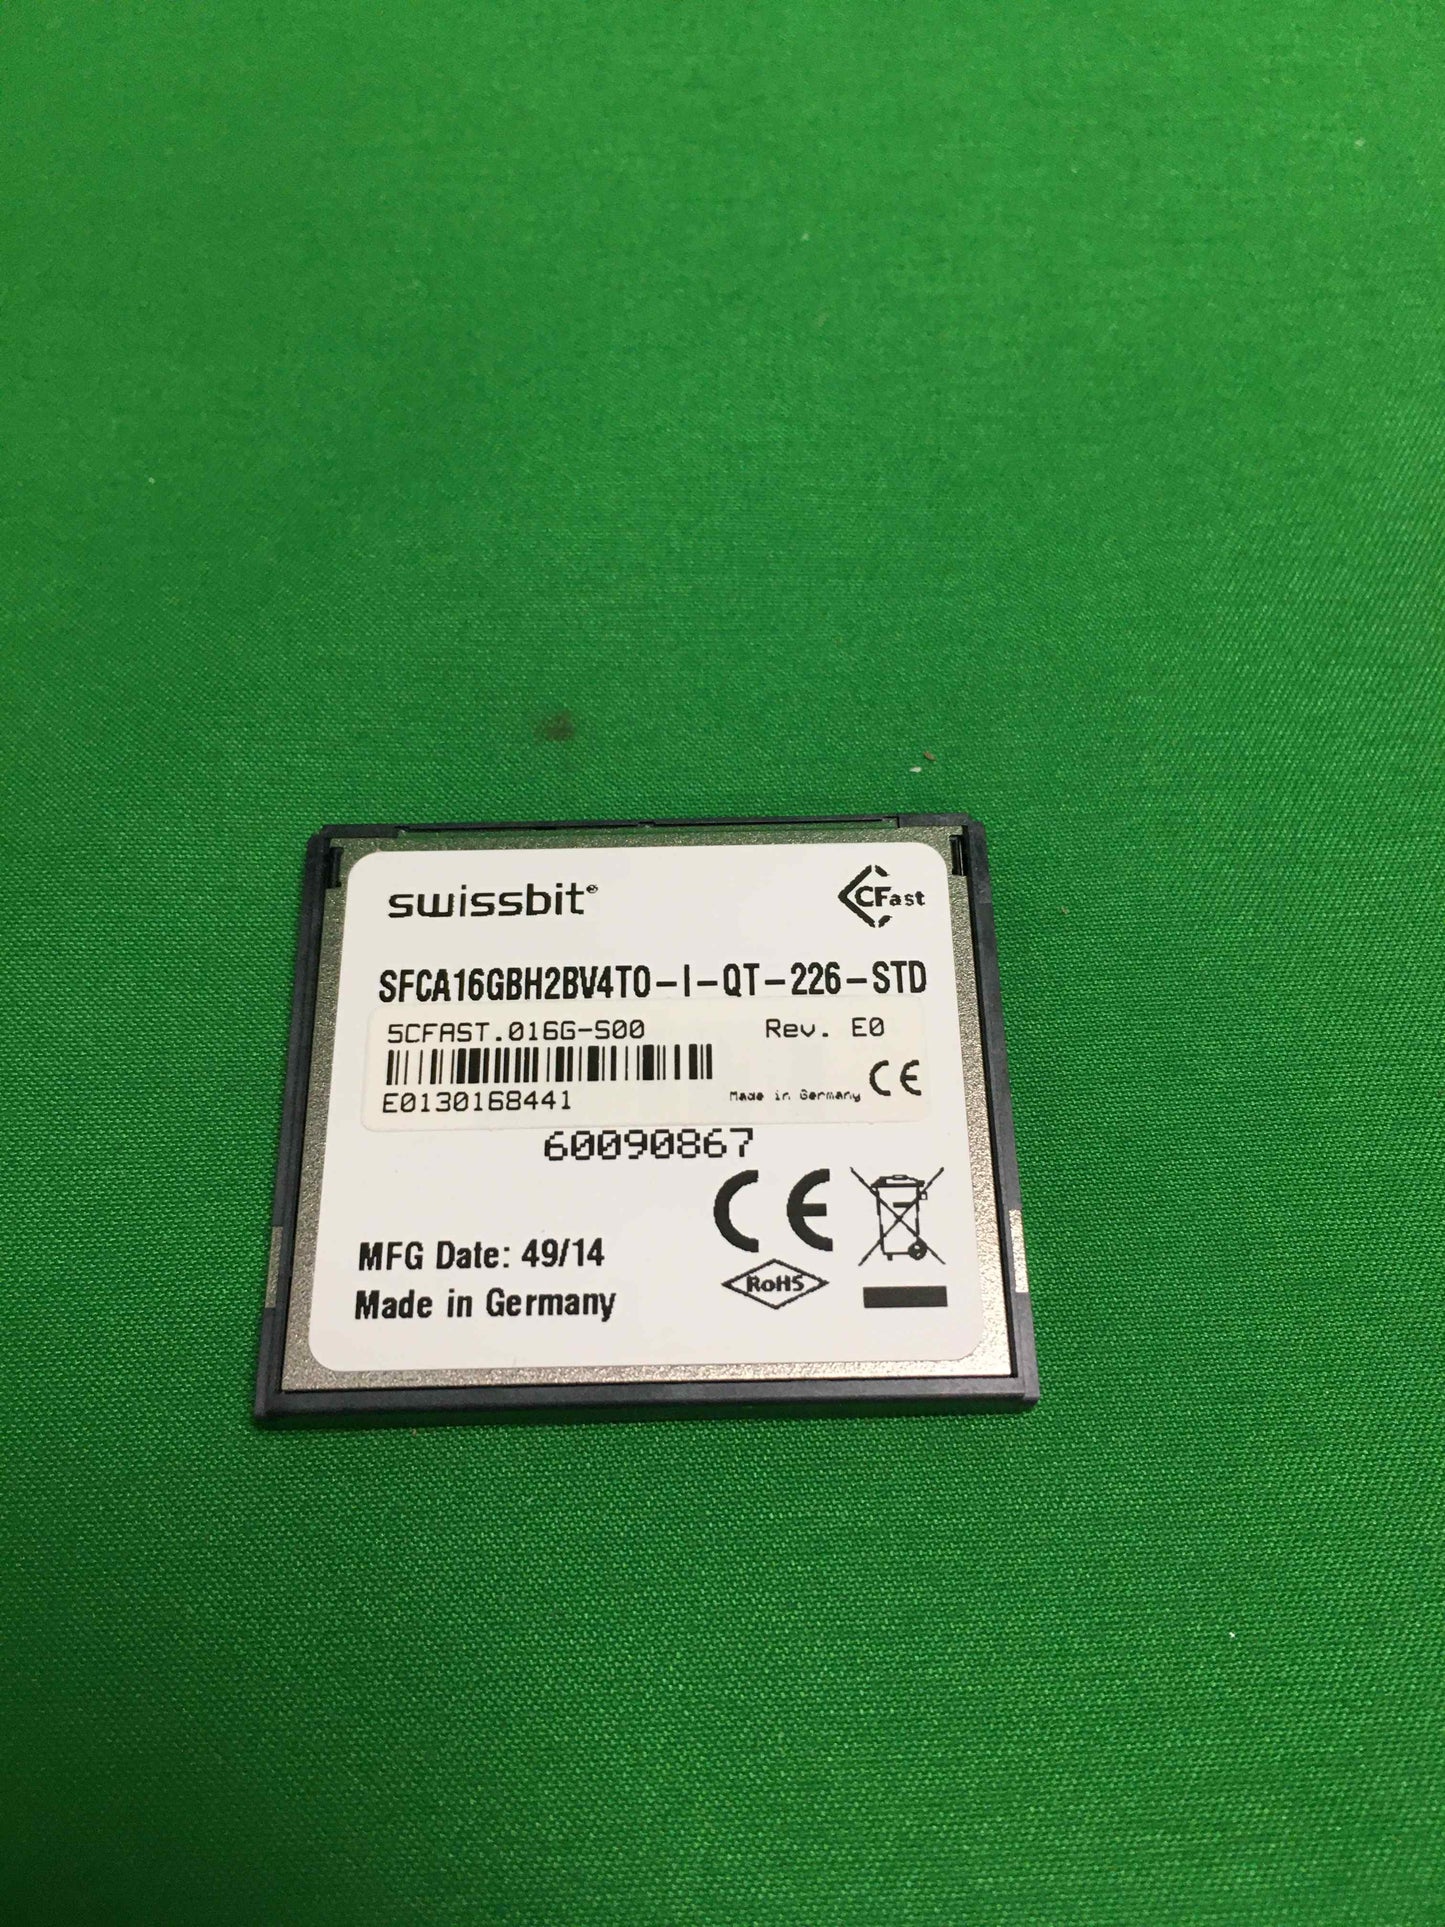 swissbit®
CFast
SFCA16GBH2BV4TO-I-QT-226-STD
5CFAST.016G-S00 Rev. E0
E0130168441 Made in Germany CE
60090867
CE
MFG Date: 49/14
RoHS
Made in Germany